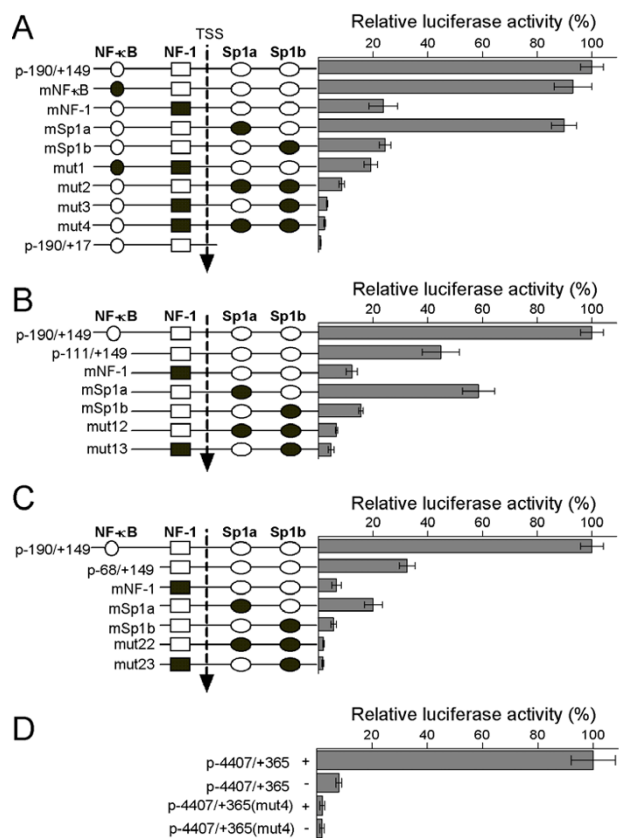 A
Relative luciferase activity (%)
TSS
NF-κB NF-1 Sp1a Sp1b 20 40 60 80 100
p-190/+149
mNF-κB
mNF-1
mSp1a
mSp1b
mut1
mut2
mut3
mut4
p-190/+17
B
Relative luciferase activity (%)
NF-κB NF-1 Sp1a Sp1b 20 40 60 80 100
p-190/+149
p-111/+149
mNF-1
mSp1a
mSp1b
mut12
mut13
C
Relative luciferase activity (%)
NF-κB NF-1 Sp1a Sp1b 20 40 60 80 100
p-190/+149
p-68/+149
mNF-1
mSp1a
mSp1b
mut22
mut23
D
Relative luciferase activity (%)
20 40 60 80 100
p-4407/+365 +
p-4407/+365 -
p-4407/+365(mut4) +
p-4407/+365(mut4) -